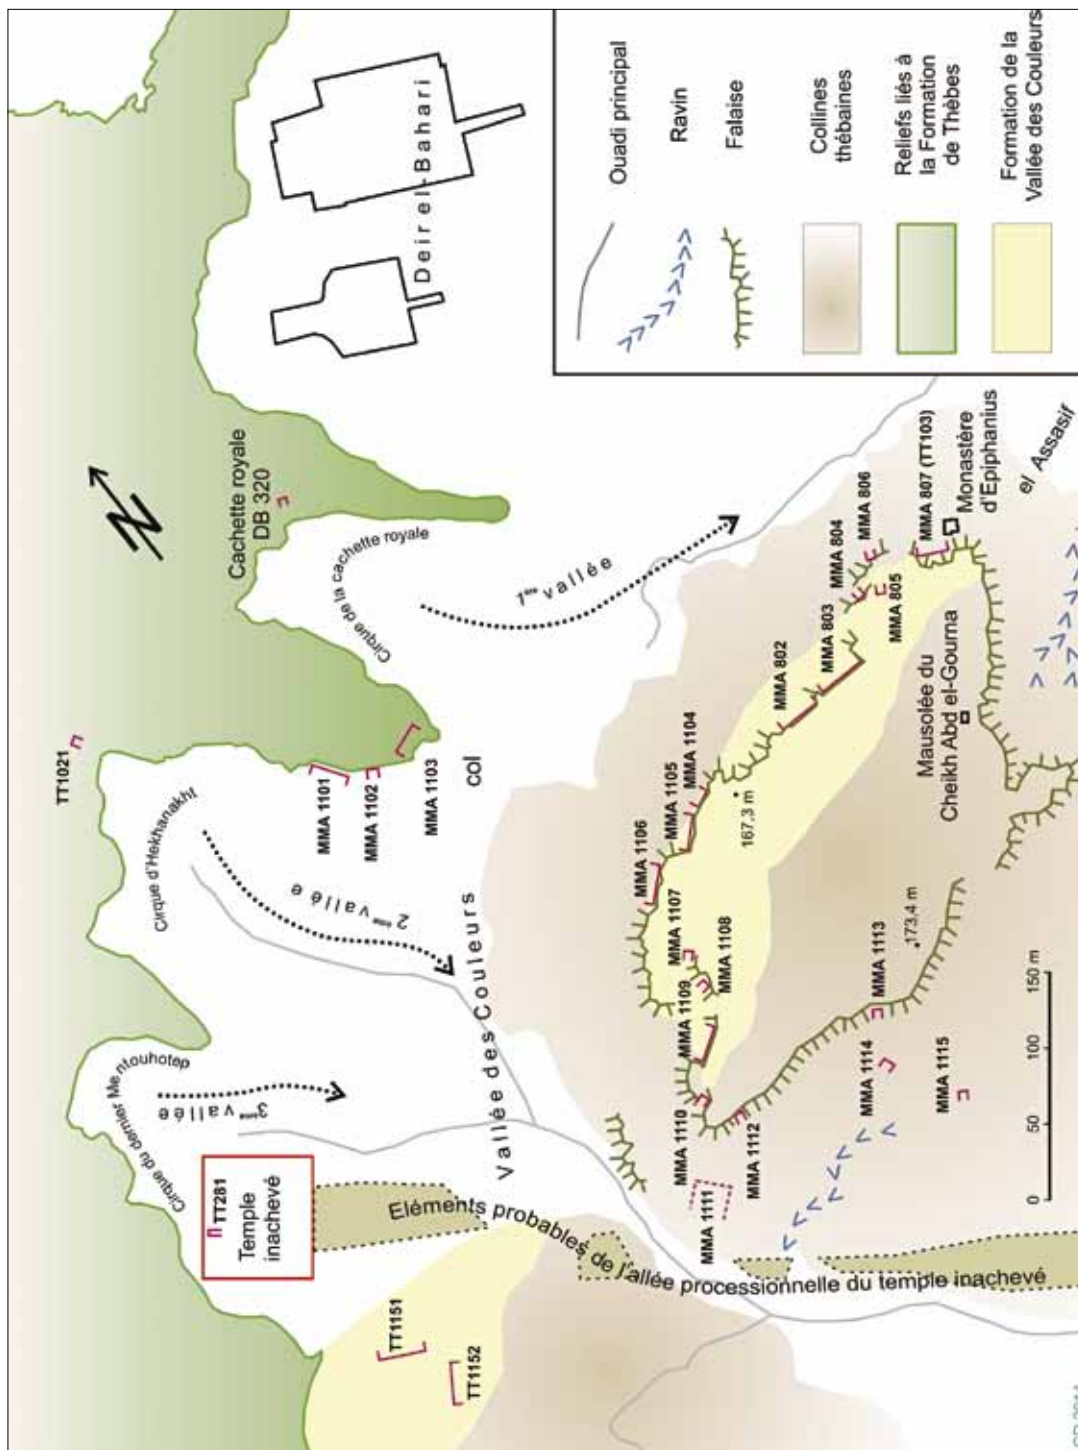 TT1021
Cachette royale
DB 320
Cirque de la cachette royale
Deir el-Bahari
1ère vallée
Cirque d'Hekhanakht
MMA 1101
MMA 1102
MMA 1103
col
2ème vallée
Cirque du dernier Mentouhotep
3ème vallée
TT281
Temple
inachevé
Vallée des Couleurs
Eléments probables de l'allée processionnelle du temple inachevé
TT1151
TT1152
MMA 1106
MMA 1105
MMA 1104
MMA 802
MMA 803
MMA 804
MMA 806
MMA 805
MMA 807 (TT103)
Monastère
d'Epiphanius
el Assasif
Mausolée du
Cheikh Abd el-Gourna
167,3 m
MMA 1107
MMA 1108
MMA 1109
MMA 1110
MMA 1111
MMA 1112
MMA 1113
173,4 m
MMA 1114
MMA 1115
0
50
100
150 m
Ouadi principal
Ravin
Falaise
Collines
thébaines
Reliefs liés à
la Formation
de Thèbes
Formation de la
Vallée des Couleurs